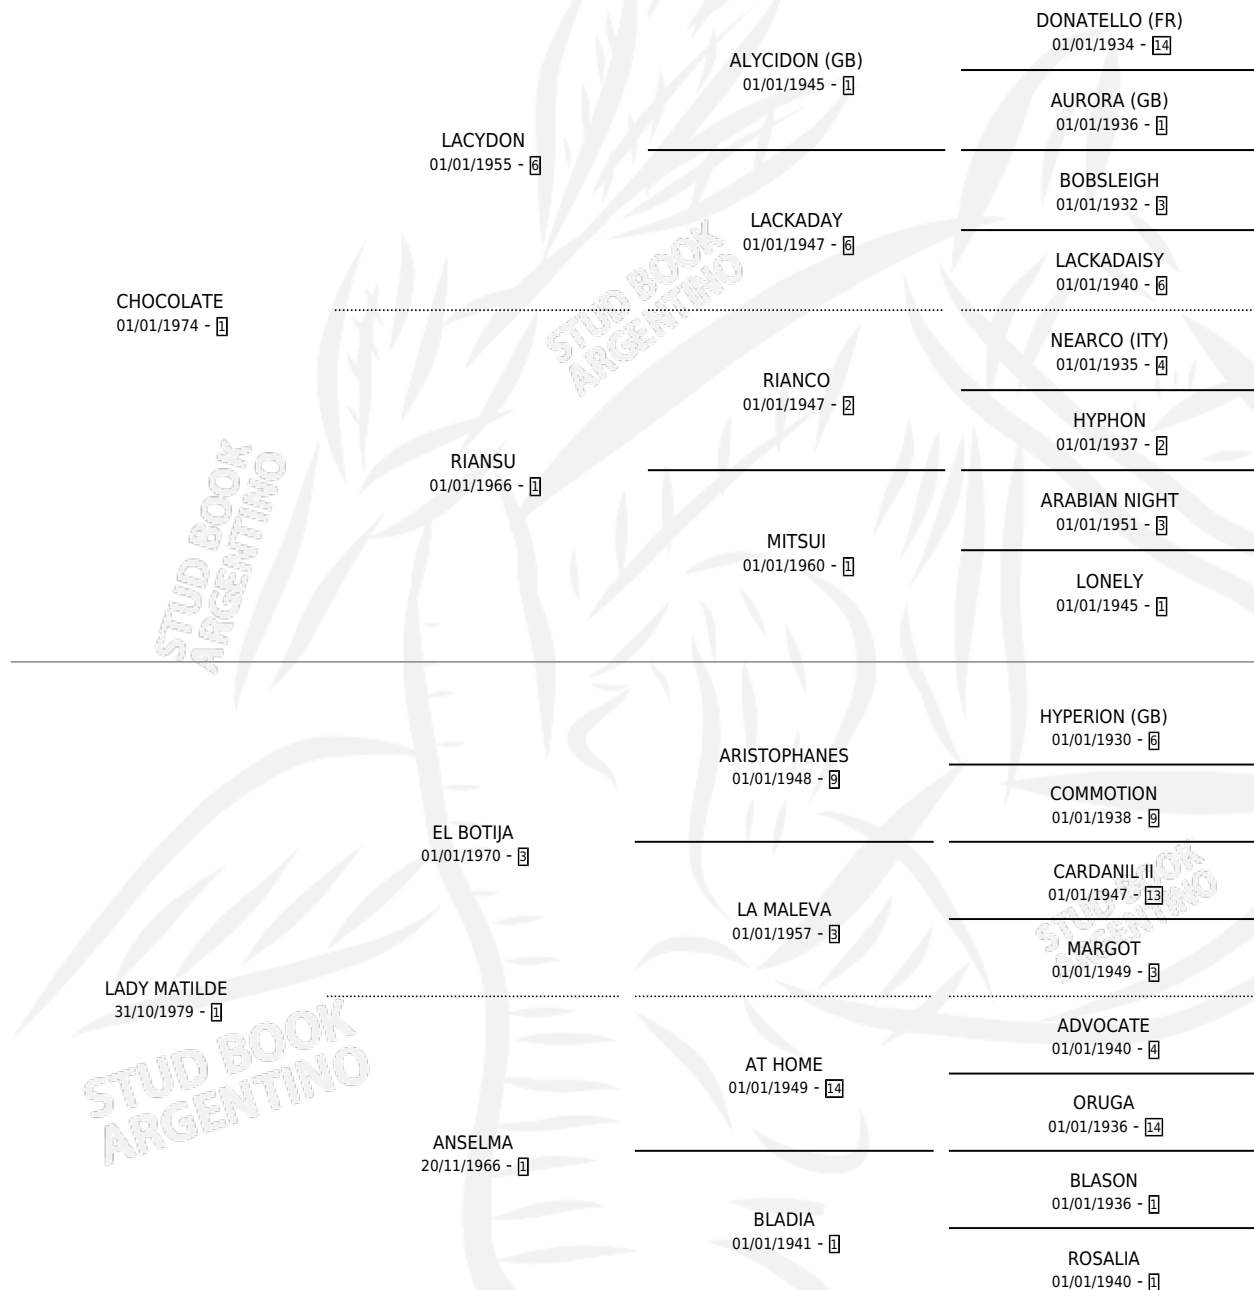 DONATELLO (FR)
01/01/1934 - 14
ALYCIDON (GB)
01/01/1945 - 1
AURORA (GB)
01/01/1936 - 1
LACYDON
01/01/1955 - 6
BOBSLEIGH
01/01/1932 - 3
LACKADAY
01/01/1947 - 6
LACKADAISY
01/01/1940 - 6
CHOCOLATE
01/01/1974 - 1
STUD BOOK
ARGENTINO
NEARCO (ITY)
01/01/1935 - 4
RIANCO
01/01/1947 - 2
HYPHON
01/01/1937 - 2
RIANSU
01/01/1966 - 1
ARABIAN NIGHT
01/01/1951 - 3
MITSUI
01/01/1960 - 1
LONELY
01/01/1945 - 1
STUD BOOK
ARGENTINO
HYPERION (GB)
01/01/1930 - 6
ARISTOPHANES
01/01/1948 - 9
COMMOTION
01/01/1938 - 9
EL BOTIJA
01/01/1970 - 3
CARDANIL II
01/01/1947 - 13
STUD BOOK
ARGENTINO
LA MALEVA
01/01/1957 - 3
MARGOT
01/01/1949 - 3
LADY MATILDE
31/10/1979 - 1
STUD BOOK
ARGENTINO
ADVOCATE
01/01/1940 - 4
AT HOME
01/01/1949 - 14
ORUGA
01/01/1936 - 14
ANSELMA
20/11/1966 - 1
BLASON
01/01/1936 - 1
BLADIA
01/01/1941 - 1
ROSALIA
01/01/1940 - 1